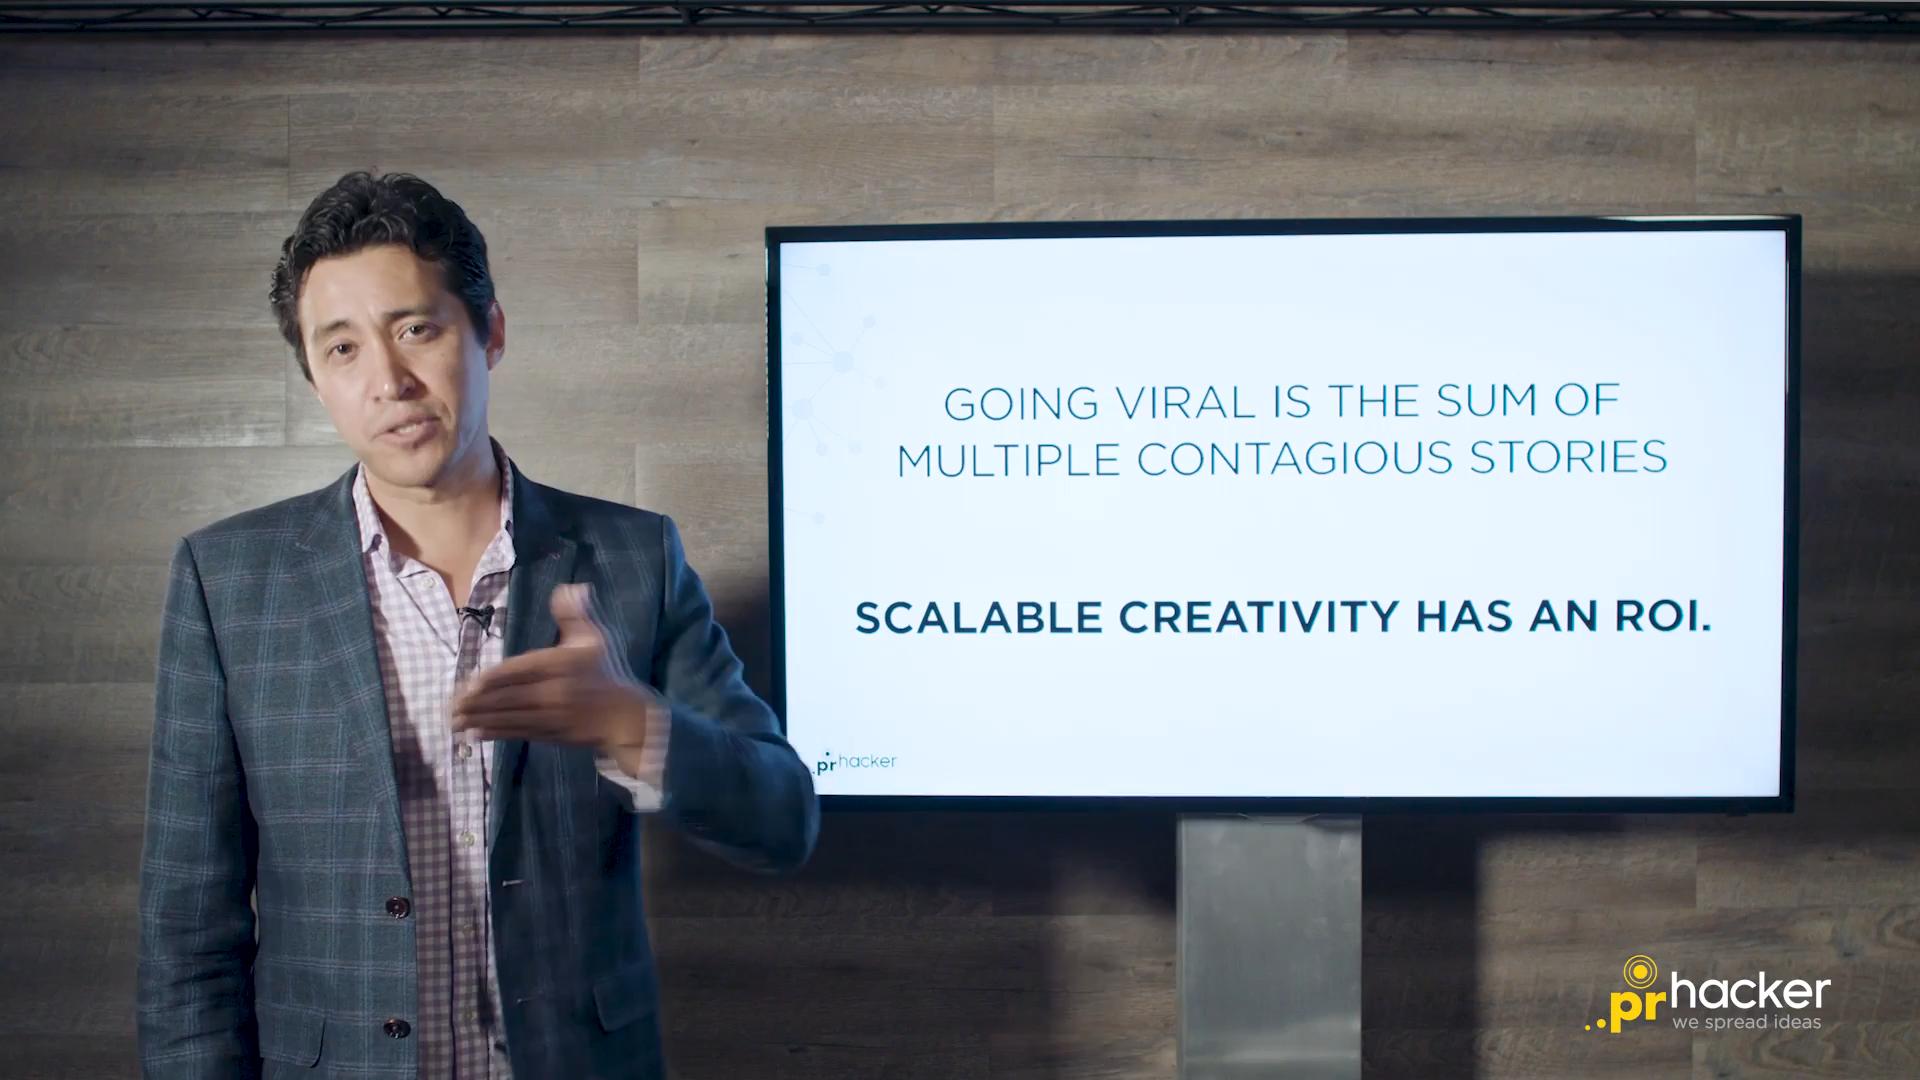 GOING VIRAL IS THE SUM OF
MULTIPLE CONTAGIOUS STORIES
SCALABLE CREATIVITY HAS AN ROI.
.prhacker
..prhacker
we spread ideas